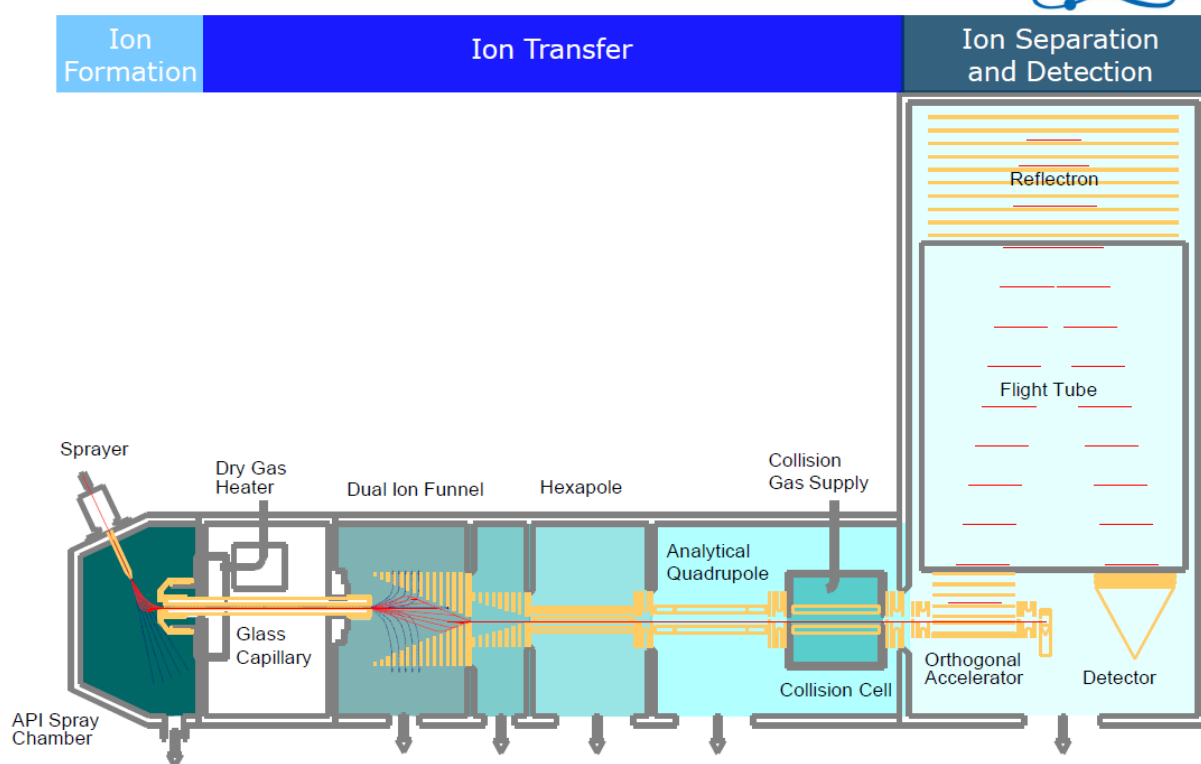 Ion
Formation
Ion Transfer
Ion Separation
and Detection
Reflectron
Flight Tube
Sprayer
Dry Gas
Heater
Dual Ion Funnel
Hexapole
Collision
Gas Supply
Analytical
Quadrupole
Glass
Capillary
Orthogonal
Accelerator
Detector
Collision Cell
API Spray
Chamber